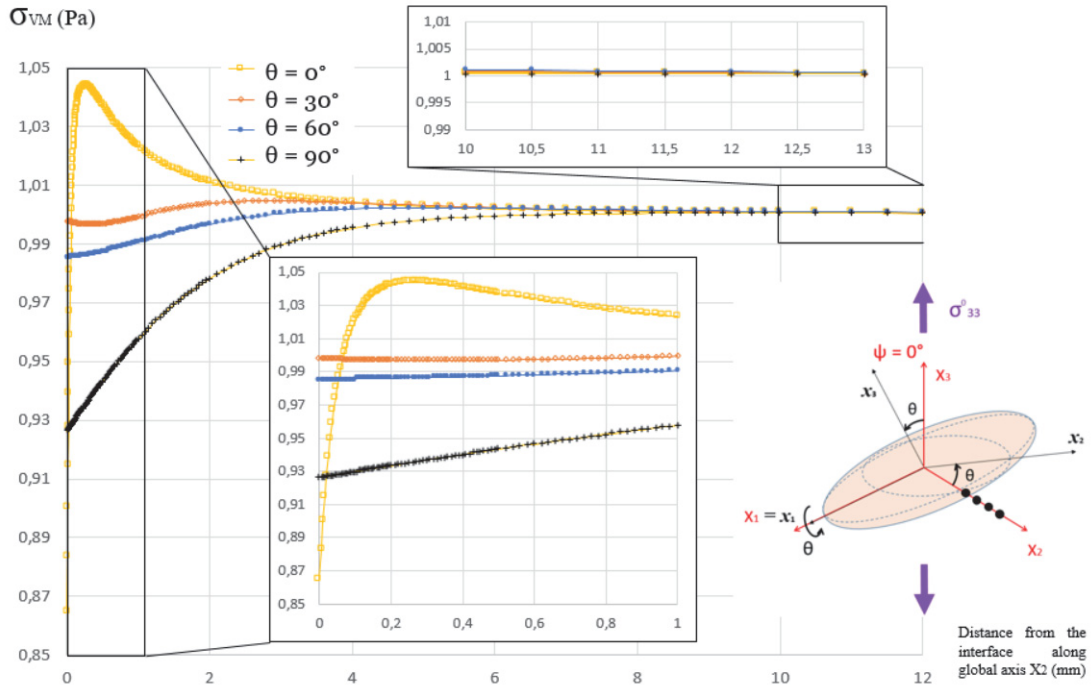 σVM (Pa)
1,05
1,03
1,01
0,99
0,97
0,95
0,93
0,91
0,89
0,87
0,85
0
2
4
6
8
10
12
θ = 0°
θ = 30°
θ = 60°
θ = 90°
1,01
1,005
1
0,995
0,99
10
10,5
11
11,5
12
12,5
13
1,05
1,03
1,01
0,99
0,97
0,95
0,93
0,91
0,89
0,87
0,85
0
0,2
0,4
0,6
0,8
1
σ⁰33
ψ = 0°
X3
x3
θ
x2
θ
X1 = x1
θ
X2
Distance from the
interface along
global axis X2 (mm)